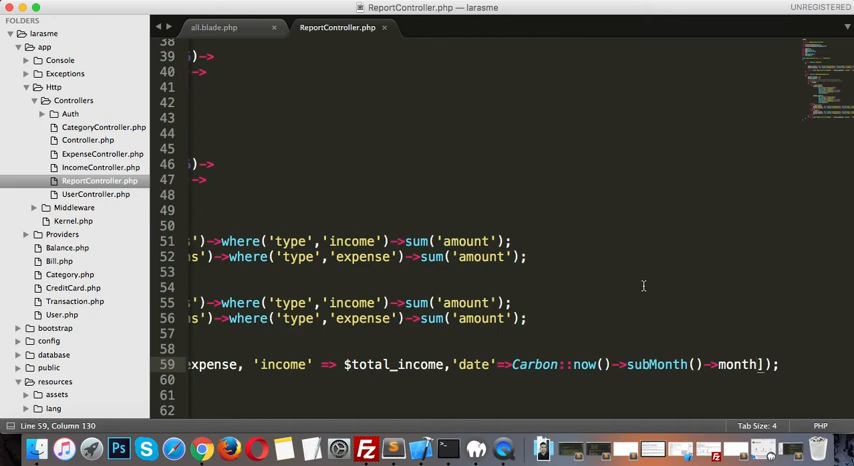 ReportController.php — larasme
UNREGISTERED
FOLDERS
larasme
app
Console
Exceptions
Http
Controllers
Auth
CategoryController.php
Controller.php
ExpenseController.php
IncomeController.php
ReportController.php
UserController.php
Middleware
Kernel.php
Providers
Balance.php
Bill.php
Category.php
CreditCard.php
Transaction.php
User.php
bootstrap
config
database
public
resources
assets
lang
all.blade.php
ReportController.php
38
39 )->
40 ->
41
42
43
44
45
46 )->
47 ->
48
49
50
51 s')->where('type','income')->sum('amount');
52 ns')->where('type','expense')->sum('amount');
53
54
55 s')->where('type','income')->sum('amount');
56 ns')->where('type','expense')->sum('amount');
57
58
59 expense, 'income' => $total_income,'date'=>Carbon::now()->subMonth()->month]);
60
61
62
Line 59, Column 130
Tab Size: 4
PHP